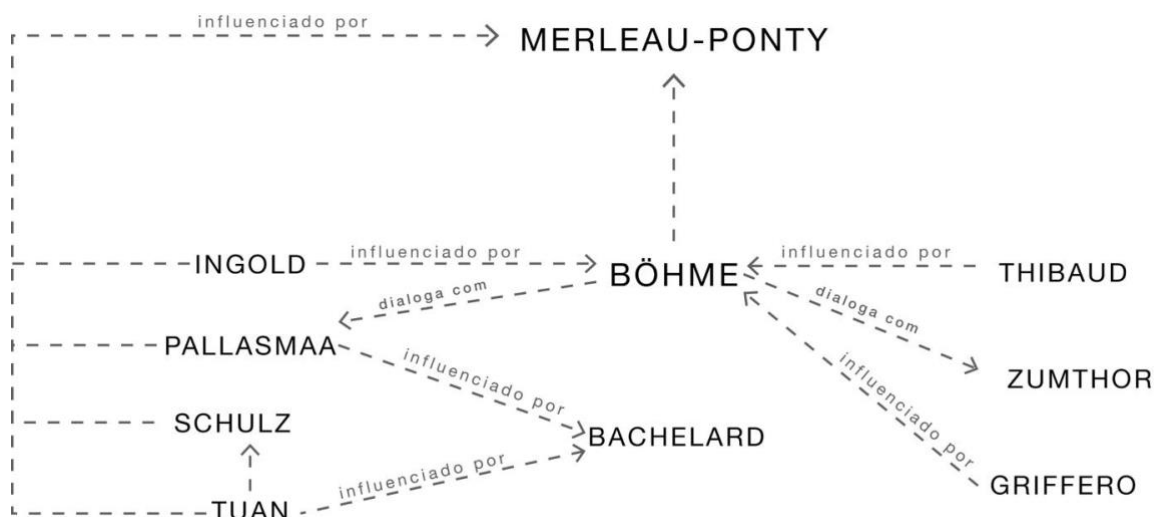 influenciado por
MERLEAU-PONTY
INGOLD
influenciado por
BÖHME
influenciado por
THIBAUD
dialoga com
dialoga com
PALLASMAA
influenciado por
influenciado por
ZUMTHOR
SCHULZ
BACHELARD
influenciado por
TUAN
GRIFFERO